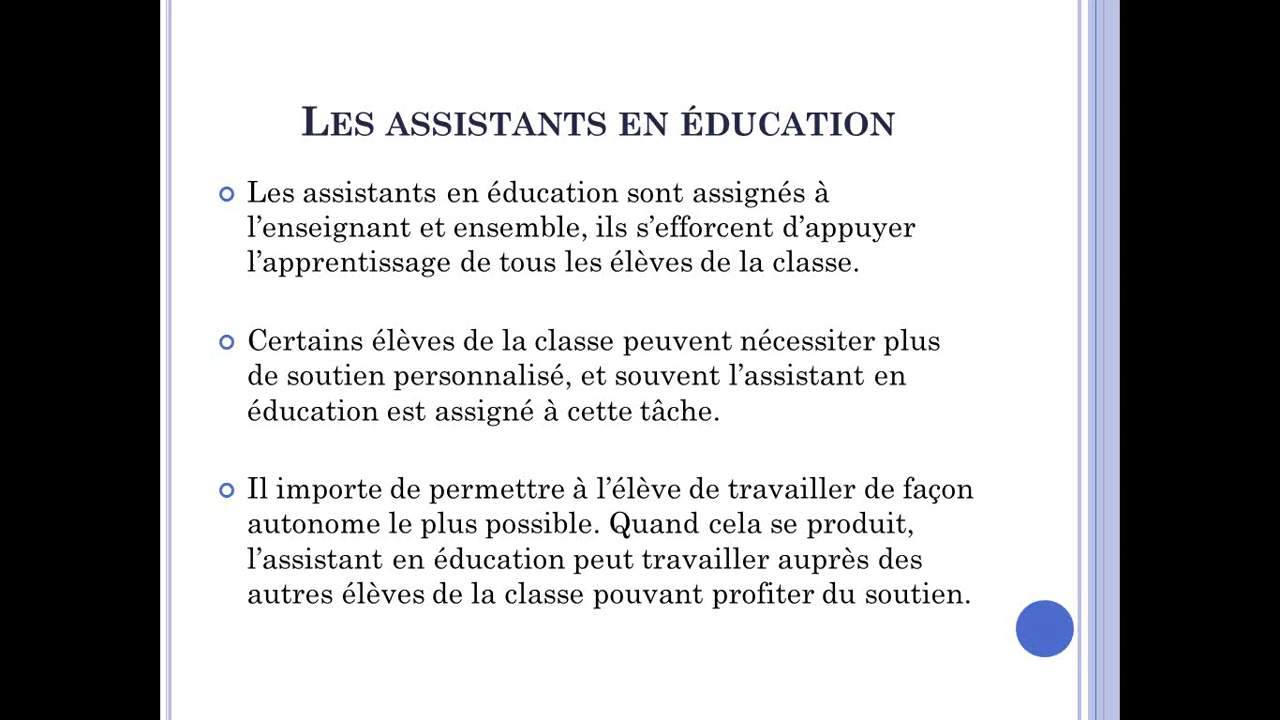 Les assistants en éducation
Les assistants en éducation sont assignés à
l’enseignant et ensemble, ils s’efforcent d’appuyer
l’apprentissage de tous les élèves de la classe.
Certains élèves de la classe peuvent nécessiter plus
de soutien personnalisé, et souvent l’assistant en
éducation est assigné à cette tâche.
Il importe de permettre à l’élève de travailler de façon
autonome le plus possible. Quand cela se produit,
l’assistant en éducation peut travailler auprès des
autres élèves de la classe pouvant profiter du soutien.